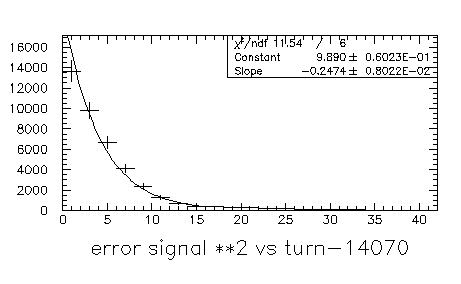 χ²/ndf 11.54 / 6
Constant 9.890 ± 0.6023E-01
Slope -0.2474 ± 0.8022E-02
16000
14000
12000
10000
8000
6000
4000
2000
0
0 5 10 15 20 25 30 35 40
error signal **2 vs turn-14070